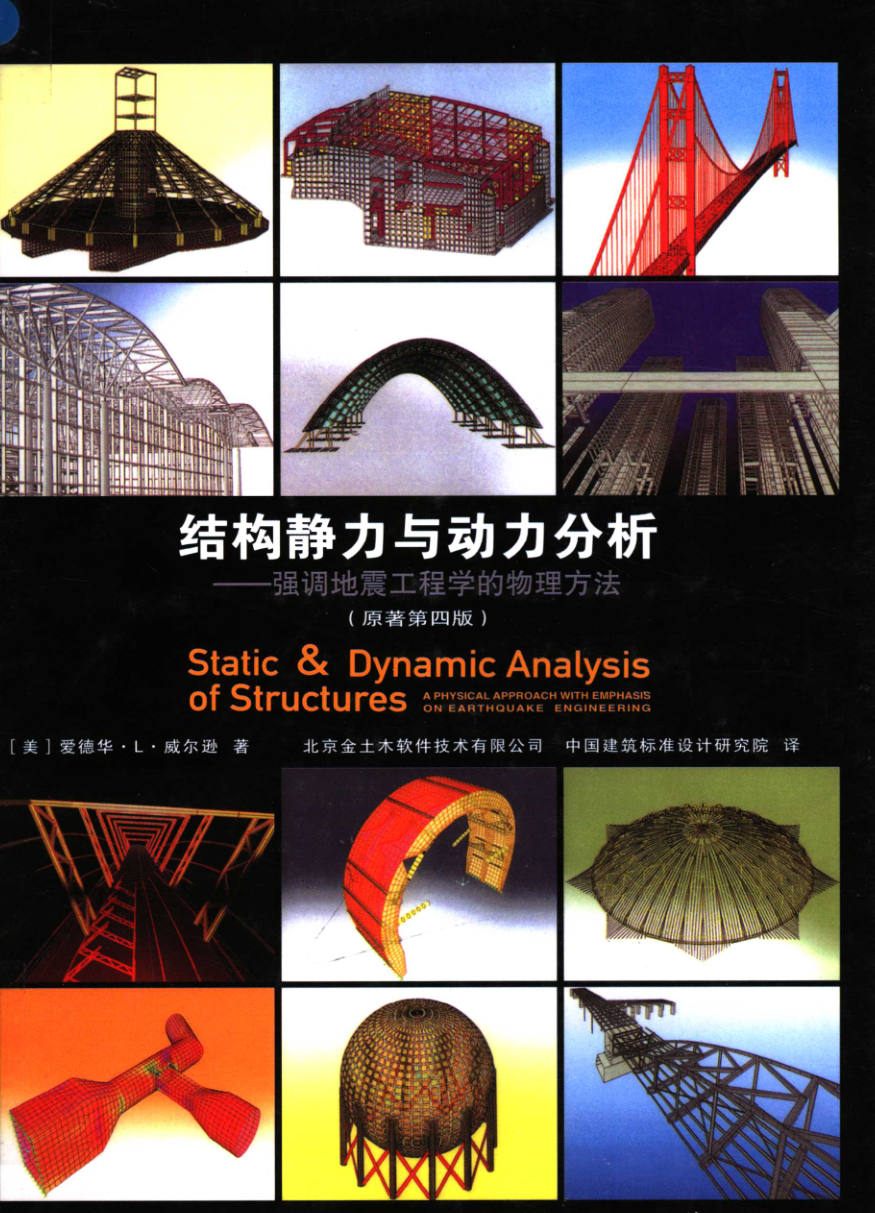 结构静力与动力分析
——强调地震工程学的物理方法
(原著第四版)
Static & Dynamic Analysis
of Structures
A PHYSICAL APPROACH WITH EMPHASIS
ON EARTHQUAKE ENGINEERING
[美]爱德华·L·威尔逊 著 北京金土木软件技术有限公司 中国建筑标准设计研究院 译